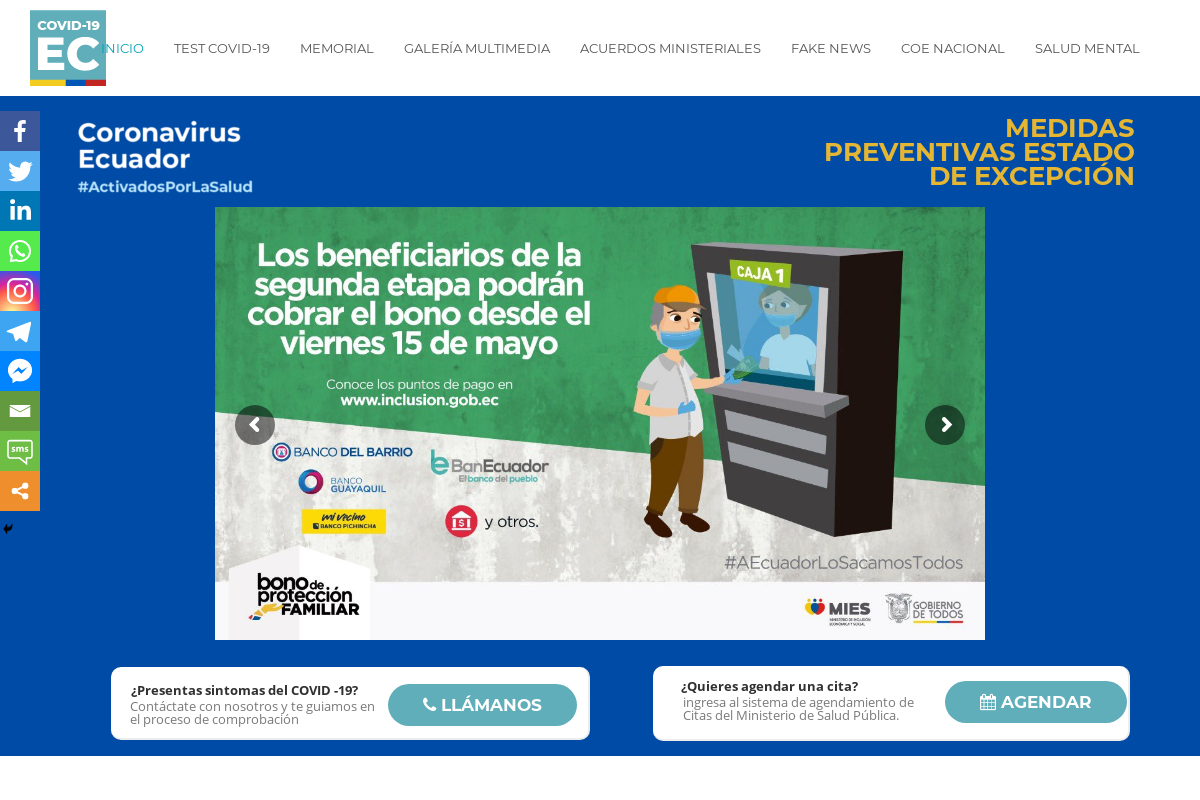 COVID-19
EC
INICIO
TEST COVID-19
MEMORIAL
GALERÍA MULTIMEDIA
ACUERDOS MINISTERIALES
FAKE NEWS
COE NACIONAL
SALUD MENTAL
Coronavirus
Ecuador
#ActivadosPorLaSalud
MEDIDAS
PREVENTIVAS ESTADO
DE EXCEPCIÓN
sms
Los beneficiarios de la
segunda etapa podrán
cobrar el bono desde el
viernes 15 de mayo
Conoce los puntos de pago en
www.inclusion.gob.ec
CAJA 1
BANCO DEL BARRIO
BanEcuador
El banco del pueblo
BANCO
GUAYAQUIL
mi vecino
BANCO PICHINCHA
y otros.
#AEcuadorLoSacamosTodos
bono de
protección
FAMILIAR
MIES
MINISTERIO DE INCLUSIÓN
ECONÓMICA Y SOCIAL
GOBIERNO
DE TODOS
¿Presentas sintomas del COVID -19?
Contáctate con nosotros y te guiamos en
el proceso de comprobación
LLÁMANOS
¿Quieres agendar una cita?
ingresa al sistema de agendamiento de
Citas del Ministerio de Salud Pública.
AGENDAR